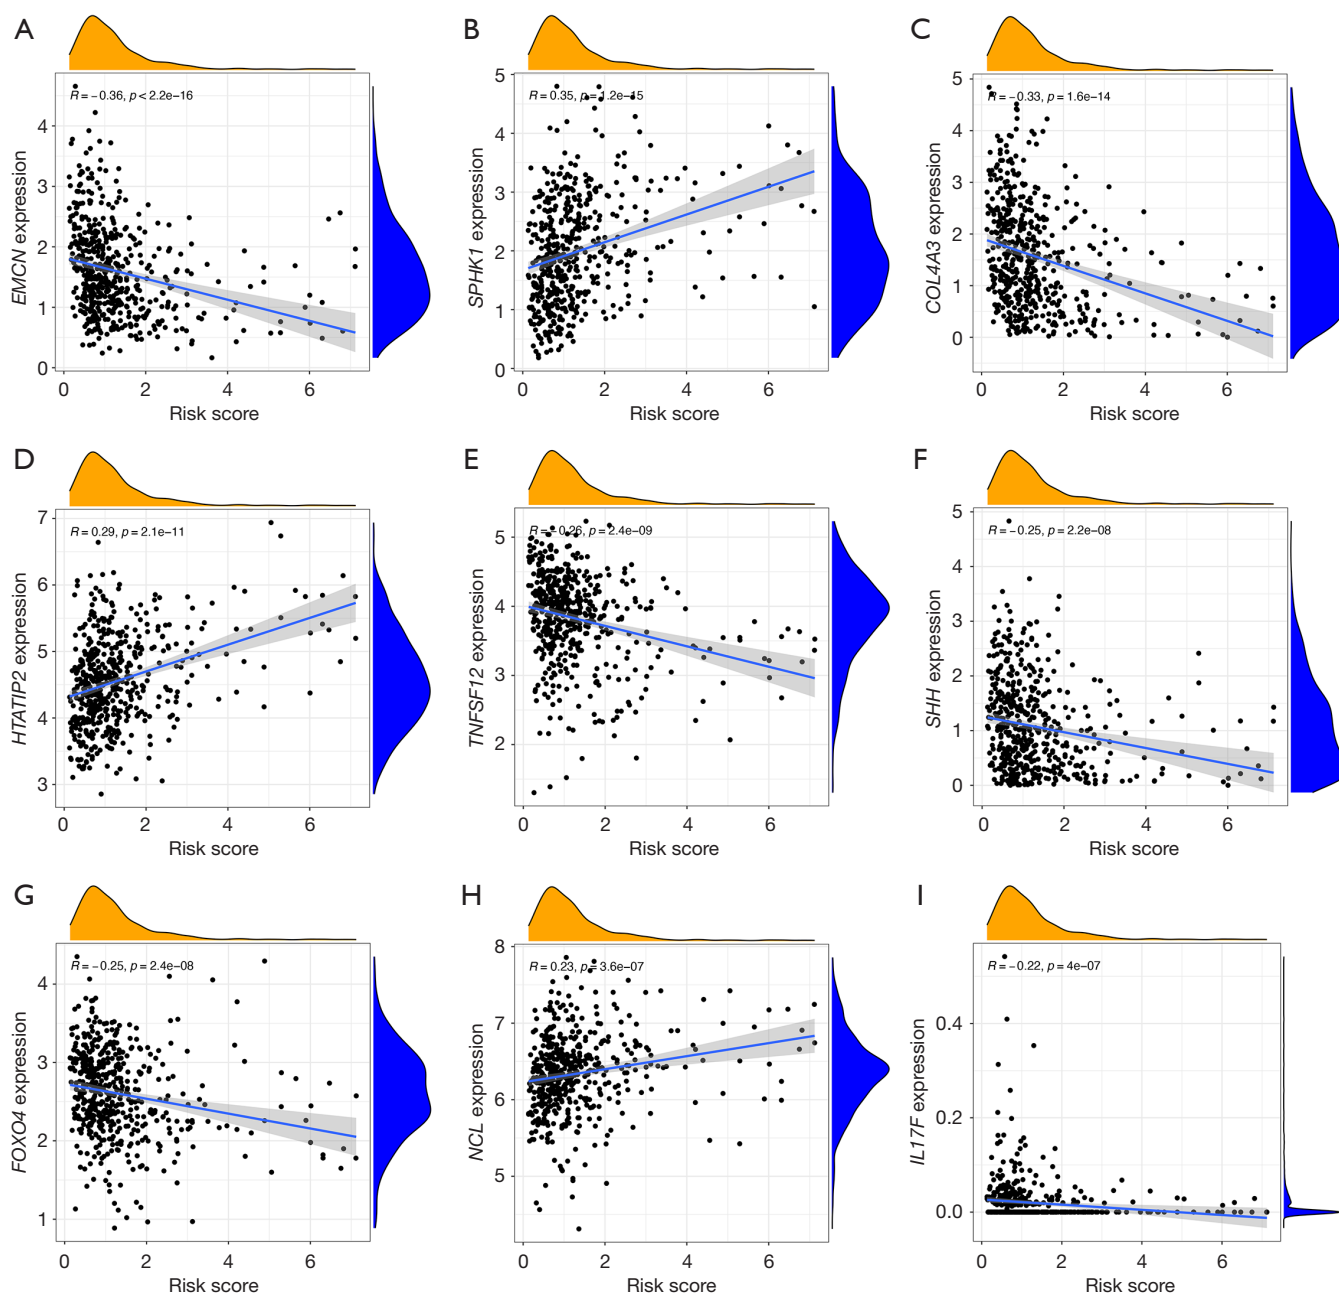 A
R = −0.36, p < 2.2e−16
EMCN expression
4
3
2
1
0
0 2 4 6
Risk score
B
R = 0.35, p = 1.2e−15
SPHK1 expression
5
4
3
2
1
0
0 2 4 6
Risk score
C
R = −0.33, p = 1.6e−14
COL4A3 expression
5
4
3
2
1
0
0 2 4 6
Risk score
D
R = 0.29, p = 2.1e−11
HTATIP2 expression
7
6
5
4
3
0 2 4 6
Risk score
E
R = −0.26, p = 2.4e−09
TNFSF12 expression
5
4
3
2
0 2 4 6
Risk score
F
R = −0.25, p = 2.2e−08
SHH expression
5
4
3
2
1
0
0 2 4 6
Risk score
G
R = −0.25, p = 2.4e−08
FOXO4 expression
4
3
2
1
0 2 4 6
Risk score
H
R = 0.23, p = 3.6e−07
NCL expression
8
7
6
5
0 2 4 6
Risk score
I
R = −0.22, p = 4e−07
IL17F expression
0.4
0.2
0.0
0 2 4 6
Risk score